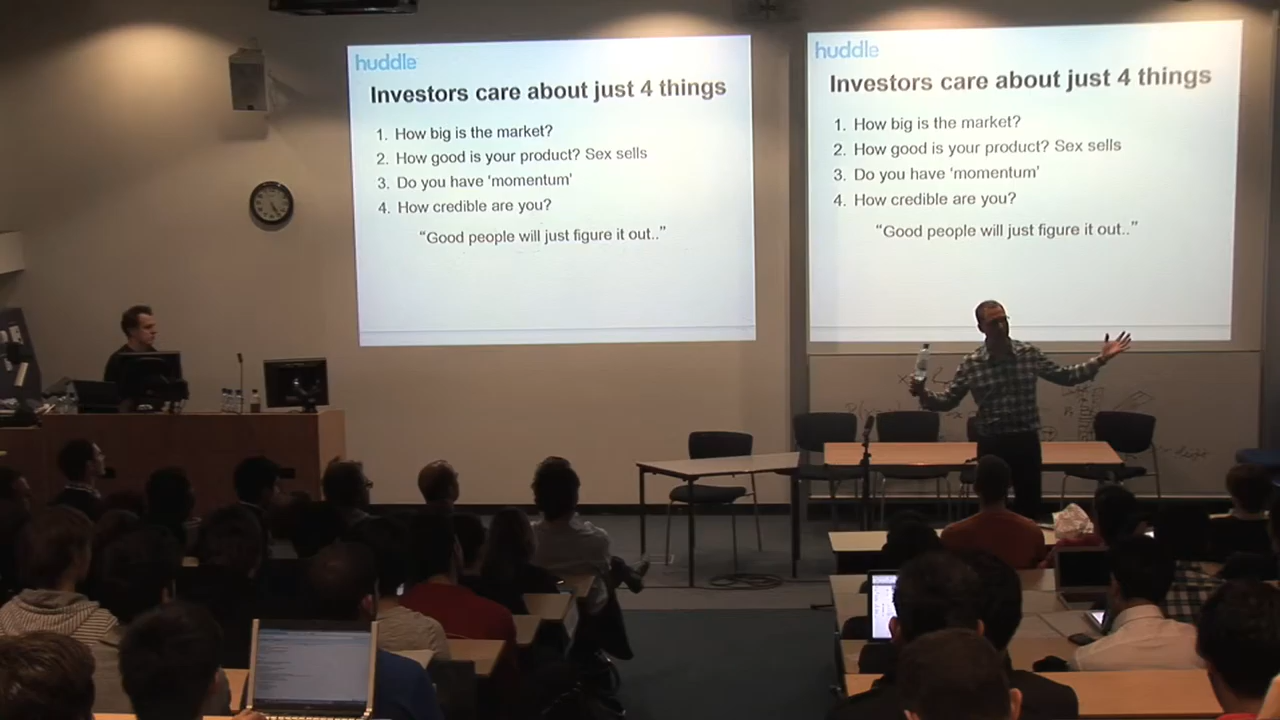 huddle
Investors care about just 4 things
1. How big is the market?
2. How good is your product? Sex sells
3. Do you have 'momentum'
4. How credible are you?
"Good people will just figure it out.."
huddle
Investors care about just 4 things
1. How big is the market?
2. How good is your product? Sex sells
3. Do you have 'momentum'
4. How credible are you?
"Good people will just figure it out.."